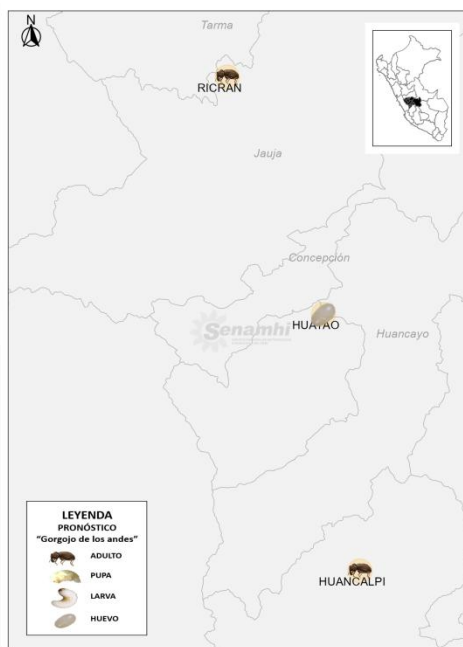 N
Tarma
RICRAN
Jauja
Concepción
Senamhi
HUAYAO
Huancayo
LEYENDA
PRONÓSTICO
“Gorgojo de los andes”
ADULTO
PUPA
LARVA
HUEVO
HUANCALPI